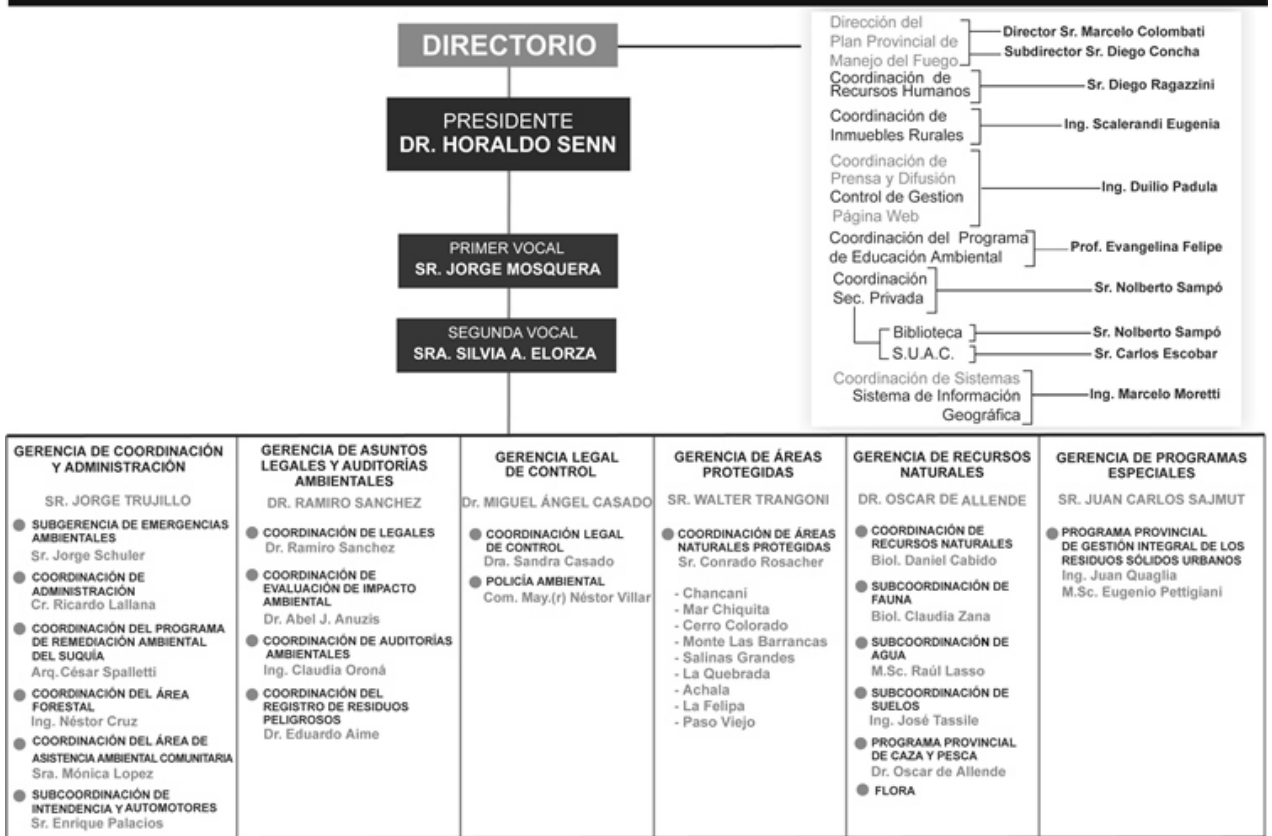 DIRECTORIO
PRESIDENTE
DR. HORALDO SENN
PRIMER VOCAL
SR. JORGE MOSQUERA
SEGUNDA VOCAL
SRA. SILVIA A. ELORZA
Dirección del
Plan Provincial de
Manejo del Fuego
Director Sr. Marcelo Colombati
Subdirector Sr. Diego Concha
Coordinación de
Recursos Humanos
Sr. Diego Ragazzini
Coordinación de
Inmuebles Rurales
Ing. Scalerandi Eugenia
Coordinación de
Prensa y Difusión
Control de Gestion
Página Web
Ing. Duilio Padula
Coordinación del Programa
de Educación Ambiental
Prof. Evangelina Felipe
Coordinación
Sec. Privada
Sr. Nolberto Sampó
Biblioteca
Sr. Nolberto Sampó
S.U.A.C.
Sr. Carlos Escobar
Coordinación de Sistemas
Sistema de Información
Geográfica
Ing. Marcelo Moretti
GERENCIA DE COORDINACIÓN
Y ADMINISTRACIÓN
SR. JORGE TRUJILLO
SUBGERENCIA DE EMERGENCIAS
AMBIENTALES
Sr. Jorge Schuler
COORDINACIÓN DE
ADMINISTRACIÓN
Cr. Ricardo Lallana
COORDINACIÓN DEL PROGRAMA
DE REMEDIACIÓN AMBIENTAL
DEL SUQUÍA
Arq. César Spalletti
COORDINACIÓN DEL ÁREA
FORESTAL
Ing. Néstor Cruz
COORDINACIÓN DEL ÁREA DE
ASISTENCIA AMBIENTAL COMUNITARIA
Sra. Mónica Lopez
SUBCOORDINACIÓN DE
INTENDENCIA Y AUTOMOTORES
Sr. Enrique Palacios
GERENCIA DE ASUNTOS
LEGALES Y AUDITORÍAS
AMBIENTALES
DR. RAMIRO SANCHEZ
COORDINACIÓN DE LEGALES
Dr. Ramiro Sanchez
COORDINACIÓN DE
EVALUACIÓN DE IMPACTO
AMBIENTAL
Dr. Abel J. Anuzis
COORDINACIÓN DE AUDITORÍAS
AMBIENTALES
Ing. Claudia Oroná
COORDINACIÓN DEL
REGISTRO DE RESIDUOS
PELIGROSOS
Dr. Eduardo Aime
GERENCIA LEGAL
DE CONTROL
Dr. MIGUEL ÁNGEL CASADO
COORDINACIÓN LEGAL
DE CONTROL
Dra. Sandra Casado
POLICÍA AMBIENTAL
Com. May.(r) Néstor Villar
GERENCIA DE ÁREAS
PROTEGIDAS
SR. WALTER TRANGONI
COORDINACIÓN DE ÁREAS
NATURALES PROTEGIDAS
Sr. Conrado Rosacher
- Chancani
- Mar Chiquita
- Cerro Colorado
- Monte Las Barrancas
- Salinas Grandes
- La Quebrada
- Achala
- La Felipa
- Paso Viejo
GERENCIA DE RECURSOS
NATURALES
DR. OSCAR DE ALLENDE
COORDINACIÓN DE
RECURSOS NATURALES
Biol. Daniel Cabido
SUBCOORDINACIÓN DE
FAUNA
Biol. Claudia Zana
SUBCOORDINACIÓN DE
AGUA
M.Sc. Raúl Lasso
SUBCOORDINACIÓN DE
SUELOS
Ing. José Tassile
PROGRAMA PROVINCIAL
DE CAZA Y PESCA
Dr. Oscar de Allende
FLORA
GERENCIA DE PROGRAMAS
ESPECIALES
SR. JUAN CARLOS SAJMUT
PROGRAMA PROVINCIAL
DE GESTIÓN INTEGRAL DE LOS
RESIDUOS SÓLIDOS URBANOS
Ing. Juan Quaglia
M.Sc. Eugenio Pettigiani